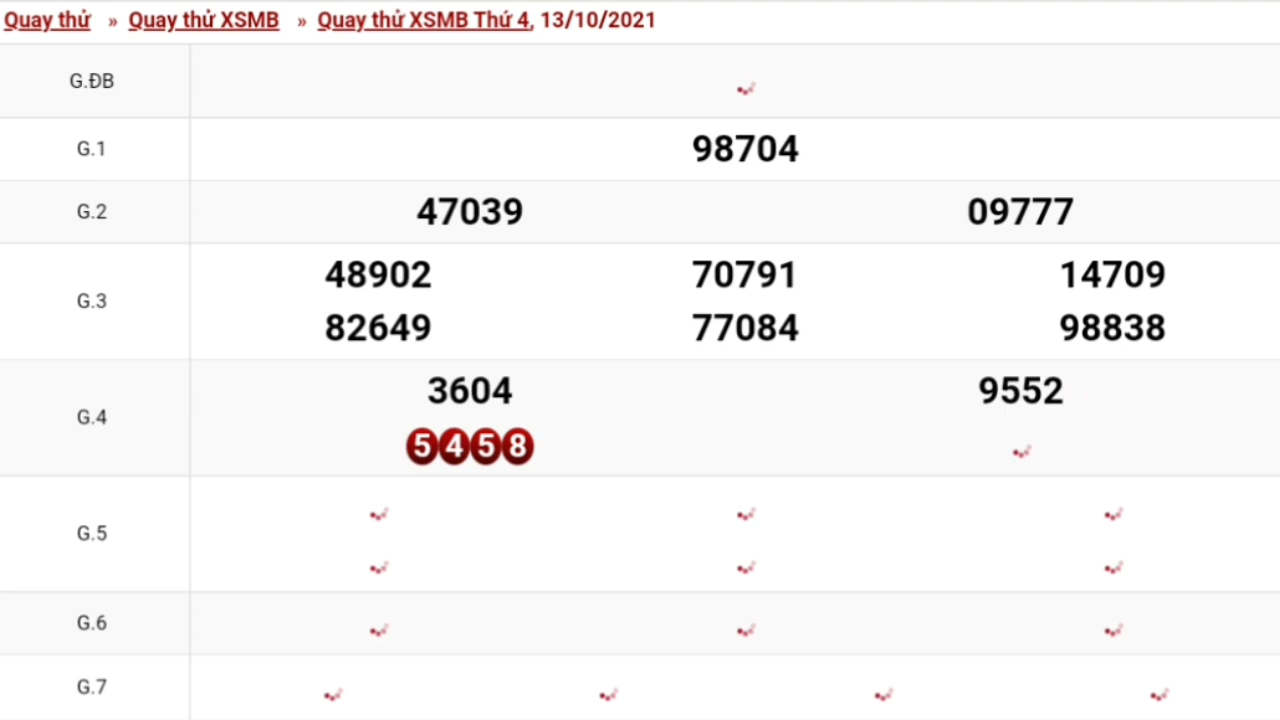 Quay thử » Quay thử XSMB » Quay thử XSMB Thứ 4, 13/10/2021
G.ĐB
G.1 98704
G.2 47039 09777
G.3 48902 70791 14709
82649 77084 98838
G.4 3604 9552
5458
G.5
G.6
G.7